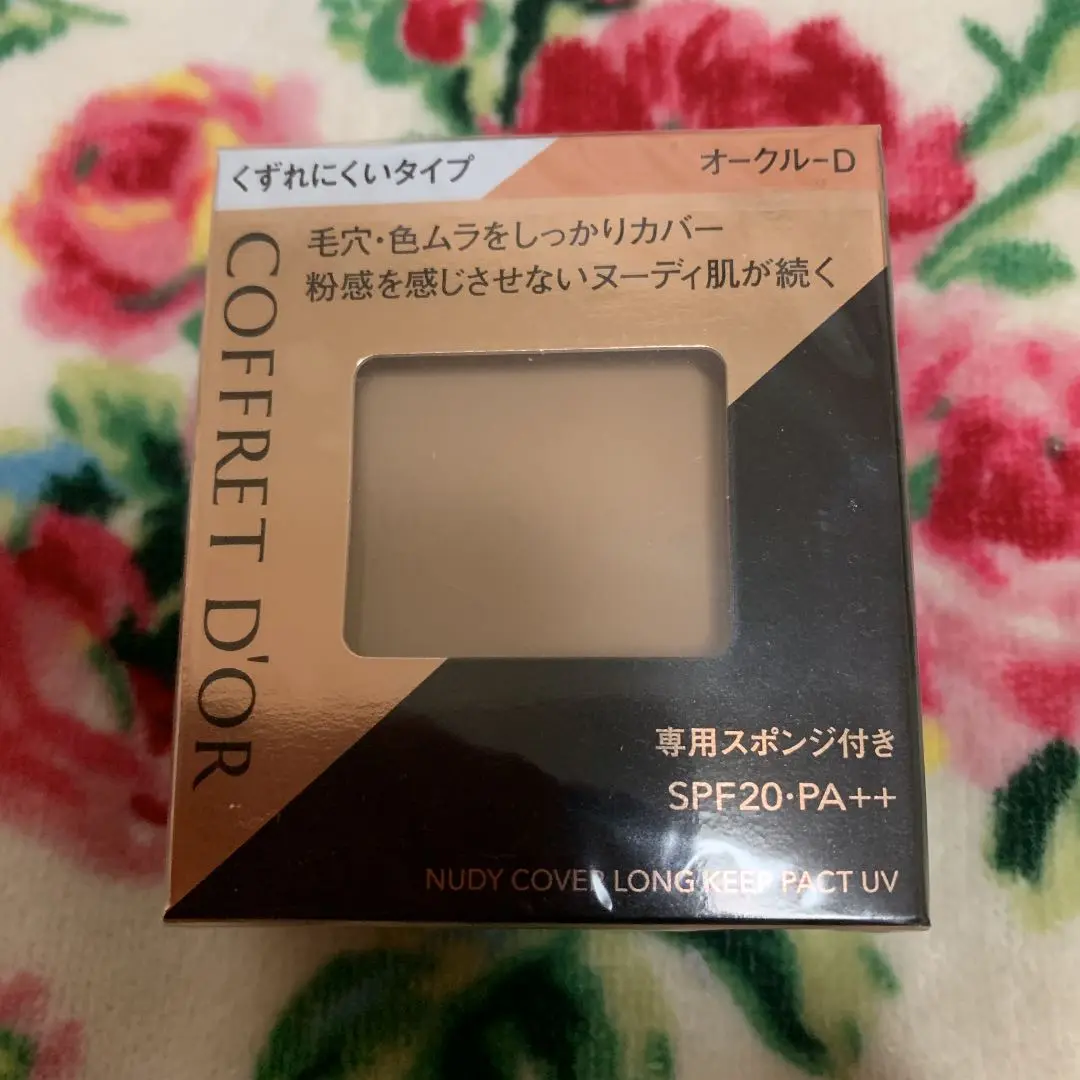 くずれにくいタイプ
オークル-D
毛穴・色ムラをしっかりカバー
粉感を感じさせないヌーディ肌が続く
COFFRET D'OR
専用スポンジ付き
SPF20・PA++
NUDY COVER LONG KEEP PACT UV